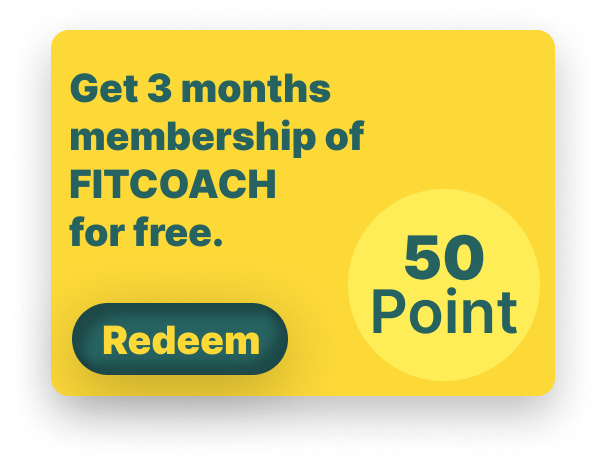 Get 3 months
membership of
FITCOACH
for free.
50
Point
Redeem